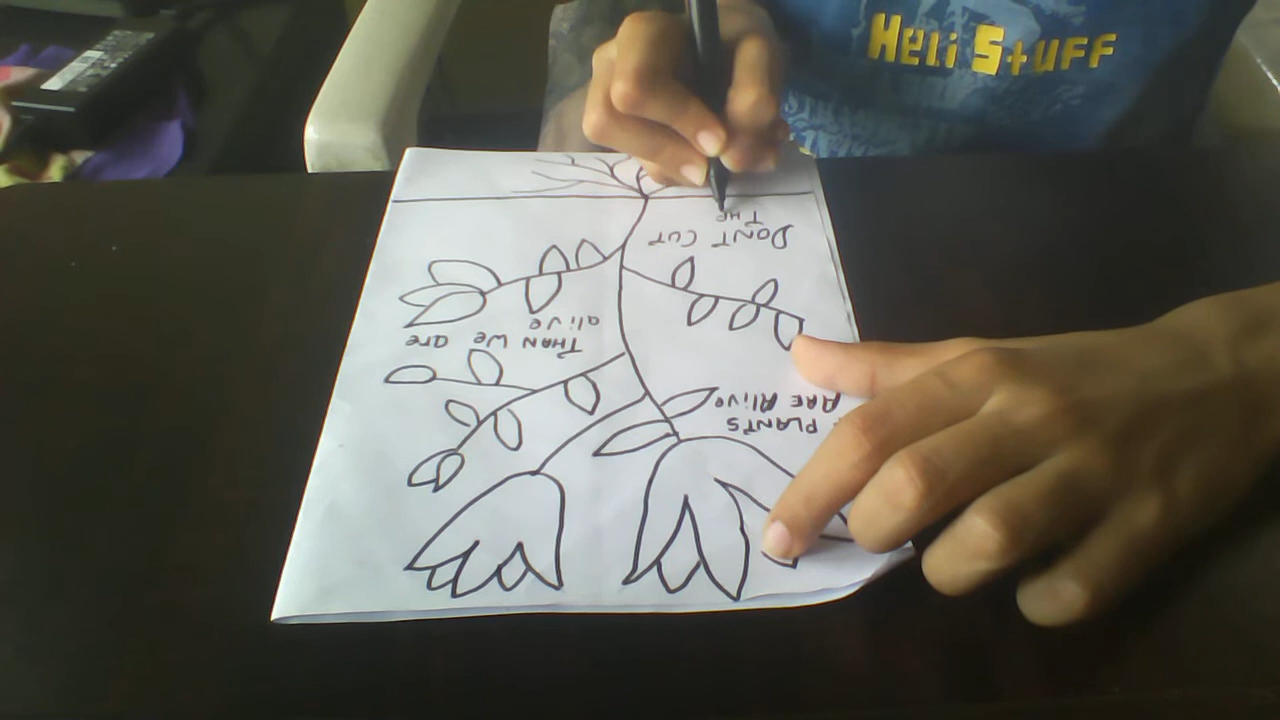 HeLi StuFF
PLANTS
ARE Alive
THAN We are
alive
DONT CUT
THe